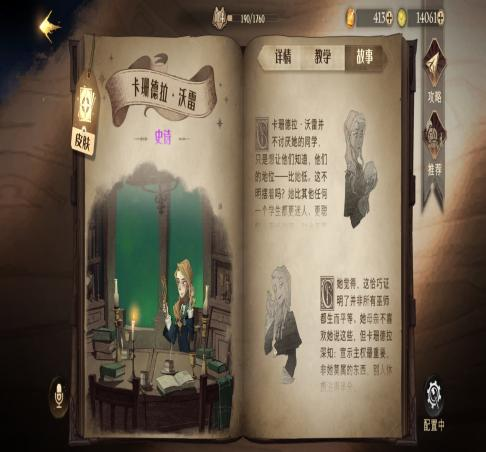 190/1760
413
14061
详情
教学
故事
卡珊德拉·沃雷
史诗
皮肤
卡珊德拉·沃雷并
不讨厌她的同学，
只是想让他们知道，他们
的地位——比她低。这不
明摆着吗？她比其他任何
一个学生都更迷人、更聪
她觉得，这恰巧证
明了并非所有巫师
都生而平等。她母亲不喜
欢她说这些，但卡珊德拉
深知：宣示主权最重要，
非她莫属的东西，别人休
攻略
推荐
配置中